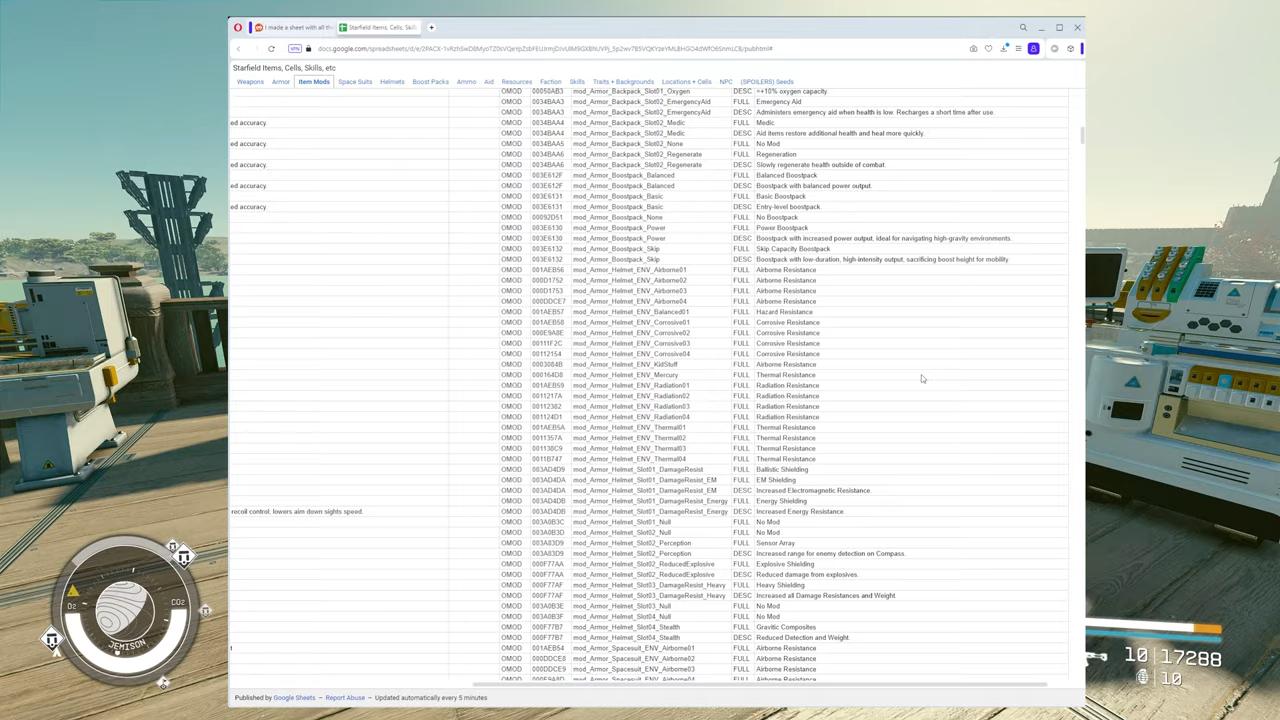 I made a sheet with all th
Starfield Items, Cells, Skills
VPN
Starfield Items, Cells, Skills, etc
Weapons Armor Item Mods Space Suits Helmets Boost Packs Ammo Aid Resources Faction Skills Traits + Backgrounds Locations + Cells NPC (SPOILERS) Seeds
OMOD 00050AB3 mod_Armor_Backpack_Slot01_Oxygen DESC =+10% oxygen capacity.
OMOD 0034BAA3 mod_Armor_Backpack_Slot02_EmergencyAid FULL Emergency Aid
OMOD 0034BAA3 mod_Armor_Backpack_Slot02_EmergencyAid DESC Administers emergency aid when health is low. Recharges a short time after use.
ed accuracy. OMOD 0034BAA4 mod_Armor_Backpack_Slot02_Medic FULL Medic
OMOD 0034BAA4 mod_Armor_Backpack_Slot02_Medic DESC Aid items restore additional health and heal more quickly.
ed accuracy. OMOD 0034BAA5 mod_Armor_Backpack_Slot02_None FULL No Mod
OMOD 0034BAA6 mod_Armor_Backpack_Slot02_Regenerate FULL Regeneration
ed accuracy. OMOD 0034BAA6 mod_Armor_Backpack_Slot02_Regenerate DESC Slowly regenerate health outside of combat.
OMOD 003E612F mod_Armor_Boostpack_Balanced FULL Balanced Boostpack
ed accuracy. OMOD 003E612F mod_Armor_Boostpack_Balanced DESC Boostpack with balanced power output.
OMOD 003E6131 mod_Armor_Boostpack_Basic FULL Basic Boostpack
ed accuracy. OMOD 003E6131 mod_Armor_Boostpack_Basic DESC Entry-level boostpack.
OMOD 00092D51 mod_Armor_Boostpack_None FULL No Boostpack
OMOD 003E6130 mod_Armor_Boostpack_Power FULL Power Boostpack
OMOD 003E6130 mod_Armor_Boostpack_Power DESC Boostpack with increased power output, ideal for navigating high-gravity environments.
OMOD 003E6132 mod_Armor_Boostpack_Skip FULL Skip Capacity Boostpack
OMOD 003E6132 mod_Armor_Boostpack_Skip DESC Boostpack with low-duration, high-intensity output, sacrificing boost height for mobility
OMOD 001AEB56 mod_Armor_Helmet_ENV_Airborne01 FULL Airborne Resistance
OMOD 000D1752 mod_Armor_Helmet_ENV_Airborne02 FULL Airborne Resistance
OMOD 000D1753 mod_Armor_Helmet_ENV_Airborne03 FULL Airborne Resistance
OMOD 000DDCE7 mod_Armor_Helmet_ENV_Airborne04 FULL Airborne Resistance
OMOD 001AEB57 mod_Armor_Helmet_ENV_Balanced01 FULL Hazard Resistance
OMOD 001AEB58 mod_Armor_Helmet_ENV_Corrosive01 FULL Corrosive Resistance
OMOD 000E9A8E mod_Armor_Helmet_ENV_Corrosive02 FULL Corrosive Resistance
OMOD 00111F2C mod_Armor_Helmet_ENV_Corrosive03 FULL Corrosive Resistance
OMOD 00112154 mod_Armor_Helmet_ENV_Corrosive04 FULL Corrosive Resistance
OMOD 0003084B mod_Armor_Helmet_ENV_KidStuff FULL Airborne Resistance
OMOD 000164D8 mod_Armor_Helmet_ENV_Mercury FULL Thermal Resistance
OMOD 001AEB59 mod_Armor_Helmet_ENV_Radiation01 FULL Radiation Resistance
OMOD 0011217A mod_Armor_Helmet_ENV_Radiation02 FULL Radiation Resistance
OMOD 00112382 mod_Armor_Helmet_ENV_Radiation03 FULL Radiation Resistance
OMOD 001124D1 mod_Armor_Helmet_ENV_Radiation04 FULL Radiation Resistance
OMOD 001AEB5A mod_Armor_Helmet_ENV_Thermal01 FULL Thermal Resistance
OMOD 0011357A mod_Armor_Helmet_ENV_Thermal02 FULL Thermal Resistance
OMOD 001138C9 mod_Armor_Helmet_ENV_Thermal03 FULL Thermal Resistance
OMOD 0011B747 mod_Armor_Helmet_ENV_Thermal04 FULL Thermal Resistance
OMOD 003AD4D9 mod_Armor_Helmet_Slot01_DamageResist FULL Ballistic Shielding
OMOD 003AD4DA mod_Armor_Helmet_Slot01_DamageResist_EM FULL EM Shielding
OMOD 003AD4DA mod_Armor_Helmet_Slot01_DamageResist_EM DESC Increased Electromagnetic Resistance.
OMOD 003AD4DB mod_Armor_Helmet_Slot01_DamageResist_Energy FULL Energy Shielding
recoil control; lowers aim down sights speed. OMOD 003AD4DB mod_Armor_Helmet_Slot01_DamageResist_Energy DESC Increased Energy Resistance.
OMOD 003A0B3C mod_Armor_Helmet_Slot01_Null FULL No Mod
OMOD 003A0B3D mod_Armor_Helmet_Slot02_Null FULL No Mod
OMOD 003A83D9 mod_Armor_Helmet_Slot02_Perception FULL Sensor Array
OMOD 003A83D9 mod_Armor_Helmet_Slot02_Perception DESC Increased range for enemy detection on Compass.
OMOD 000F77AA mod_Armor_Helmet_Slot02_ReducedExplosive FULL Explosive Shielding
OMOD 000F77AA mod_Armor_Helmet_Slot02_ReducedExplosive DESC Reduced damage from explosives.
OMOD 000F77AF mod_Armor_Helmet_Slot03_DamageResist_Heavy FULL Heavy Shielding
OMOD 000F77AF mod_Armor_Helmet_Slot03_DamageResist_Heavy DESC Increased all Damage Resistances and Weight.
OMOD 003A0B3E mod_Armor_Helmet_Slot03_Null FULL No Mod
OMOD 003A0B3F mod_Armor_Helmet_Slot04_Null FULL No Mod
OMOD 000F77B7 mod_Armor_Helmet_Slot04_Stealth FULL Gravitic Composites
OMOD 000F77B7 mod_Armor_Helmet_Slot04_Stealth DESC Reduced Detection and Weight.
t OMOD 001AEB54 mod_Armor_Spacesuit_ENV_Airborne01 FULL Airborne Resistance
OMOD 000DDCE8 mod_Armor_Spacesuit_ENV_Airborne02 FULL Airborne Resistance
OMOD 000DDCE9 mod_Armor_Spacesuit_ENV_Airborne03 FULL Airborne Resistance
OMOD 000E9A8D mod_Armor_Spacesuit_ENV_Airborne04 FULL Airborne Resistance
Published by Google Sheets – Report Abuse – Updated automatically every 5 minutes
O2
CO2
JEMISON
10 17288
10